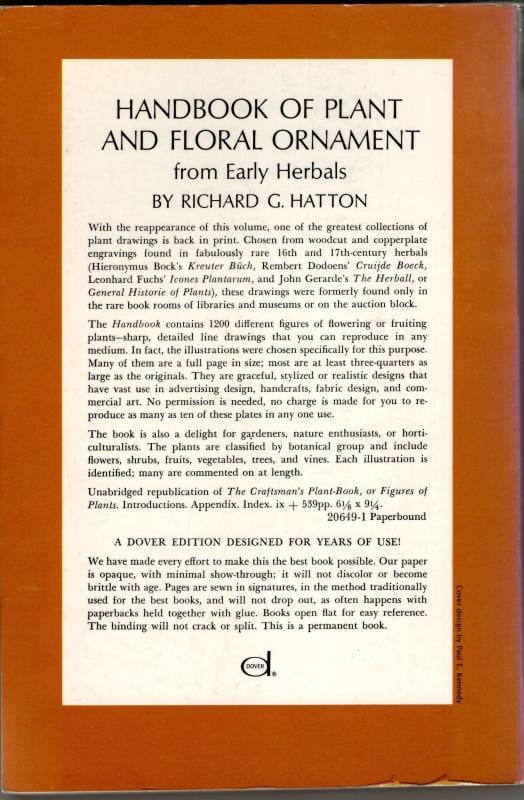 HANDBOOK OF PLANT
AND FLORAL ORNAMENT
from Early Herbals
BY RICHARD G. HATTON
With the reappearance of this volume, one of the greatest collections of
plant drawings is back in print. Chosen from woodcut and copperplate
engravings found in fabulously rare 16th and 17th-century herbals
(Hieronymus Bock's Kreuter Büch, Rembert Dodoens' Cruijde Boeck,
Leonhard Fuchs' Icones Plantarum, and John Gerarde's The Herball, or
General Historie of Plants), these drawings were formerly found only in
the rare book rooms of libraries and museums or on the auction block.
The Handbook contains 1200 different figures of flowering or fruiting
plants—sharp, detailed line drawings that you can reproduce in any
medium. In fact, the illustrations were chosen specifically for this purpose.
Many of them are a full page in size; most are at least three-quarters as
large as the originals. They are graceful, stylized or realistic designs that
have vast use in advertising design, handcrafts, fabric design, and com-
mercial art. No permission is needed, no charge is made for you to re-
produce as many as ten of these plates in any one use.
The book is also a delight for gardeners, nature enthusiasts, or horti-
culturalists. The plants are classified by botanical group and include
flowers, shrubs, fruits, vegetables, trees, and vines. Each illustration is
identified; many are commented on at length.
Unabridged republication of The Craftsman's Plant-Book, or Figures of
Plants. Introductions. Appendix. Index. ix + 539pp. 6⅛ x 9¼.
20649-1 Paperbound
A DOVER EDITION DESIGNED FOR YEARS OF USE!
We have made every effort to make this the best book possible. Our paper
is opaque, with minimal show-through; it will not discolor or become
brittle with age. Pages are sewn in signatures, in the method traditionally
used for the best books, and will not drop out, as often happens with
paperbacks held together with glue. Books open flat for easy reference.
The binding will not crack or split. This is a permanent book.
DOVER ®
Cover design by Paul E. Kennedy